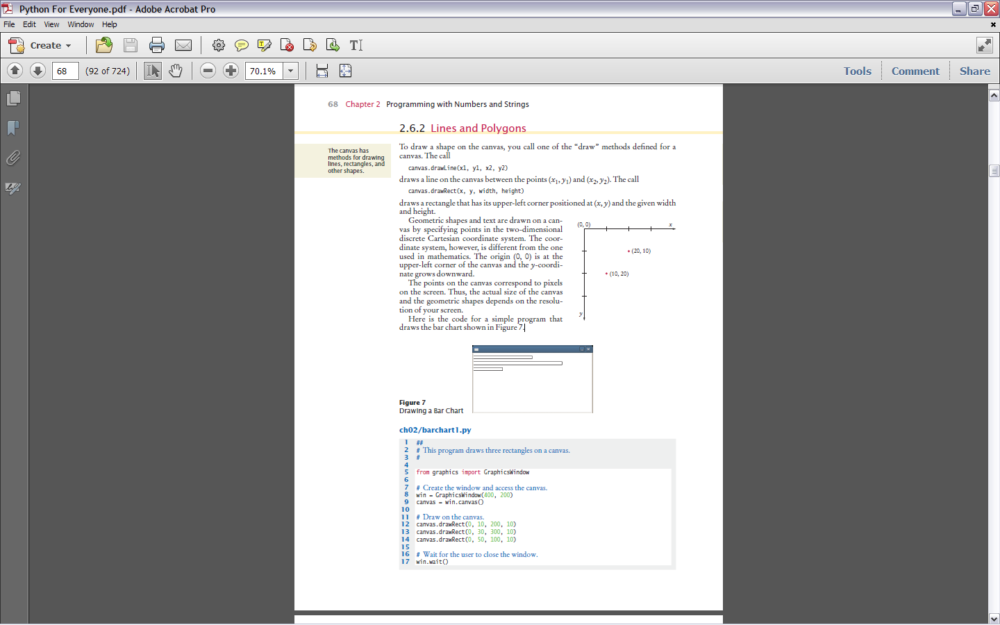 Python For Everyone.pdf - Adobe Acrobat Pro
File Edit View Window Help
Create
68 (92 of 724) 70.1% Tools Comment Share
68 Chapter 2 Programming with Numbers and Strings
2.6.2 Lines and Polygons
The canvas has
methods for drawing
lines, rectangles, and
other shapes.
To draw a shape on the canvas, you call one of the “draw” methods defined for a
canvas. The call
canvas.drawLine(x1, y1, x2, y2)
draws a line on the canvas between the points (x1, y1) and (x2, y2). The call
canvas.drawRect(x, y, width, height)
draws a rectangle that has its upper-left corner positioned at (x, y) and the given width
and height.
Geometric shapes and text are drawn on a can-
vas by specifying points in the two-dimensional
discrete Cartesian coordinate system. The coor-
dinate system, however, is different from the one
used in mathematics. The origin (0, 0) is at the
upper-left corner of the canvas and the y-coordi-
nate grows downward.
The points on the canvas correspond to pixels
on the screen. Thus, the actual size of the canvas
and the geometric shapes depends on the resolu-
tion of your screen.
Here is the code for a simple program that
draws the bar chart shown in Figure 7.
(0, 0) x
(20, 10)
(10, 20)
y
Figure 7
Drawing a Bar Chart
ch02/barchart1.py
1 ##
2 # This program draws three rectangles on a canvas.
3 #
4
5 from graphics import GraphicsWindow
6
7 # Create the window and access the canvas.
8 win = GraphicsWindow(400, 200)
9 canvas = win.canvas()
10
11 # Draw on the canvas.
12 canvas.drawRect(0, 10, 200, 10)
13 canvas.drawRect(0, 30, 300, 10)
14 canvas.drawRect(0, 50, 100, 10)
15
16 # Wait for the user to close the window.
17 win.wait()